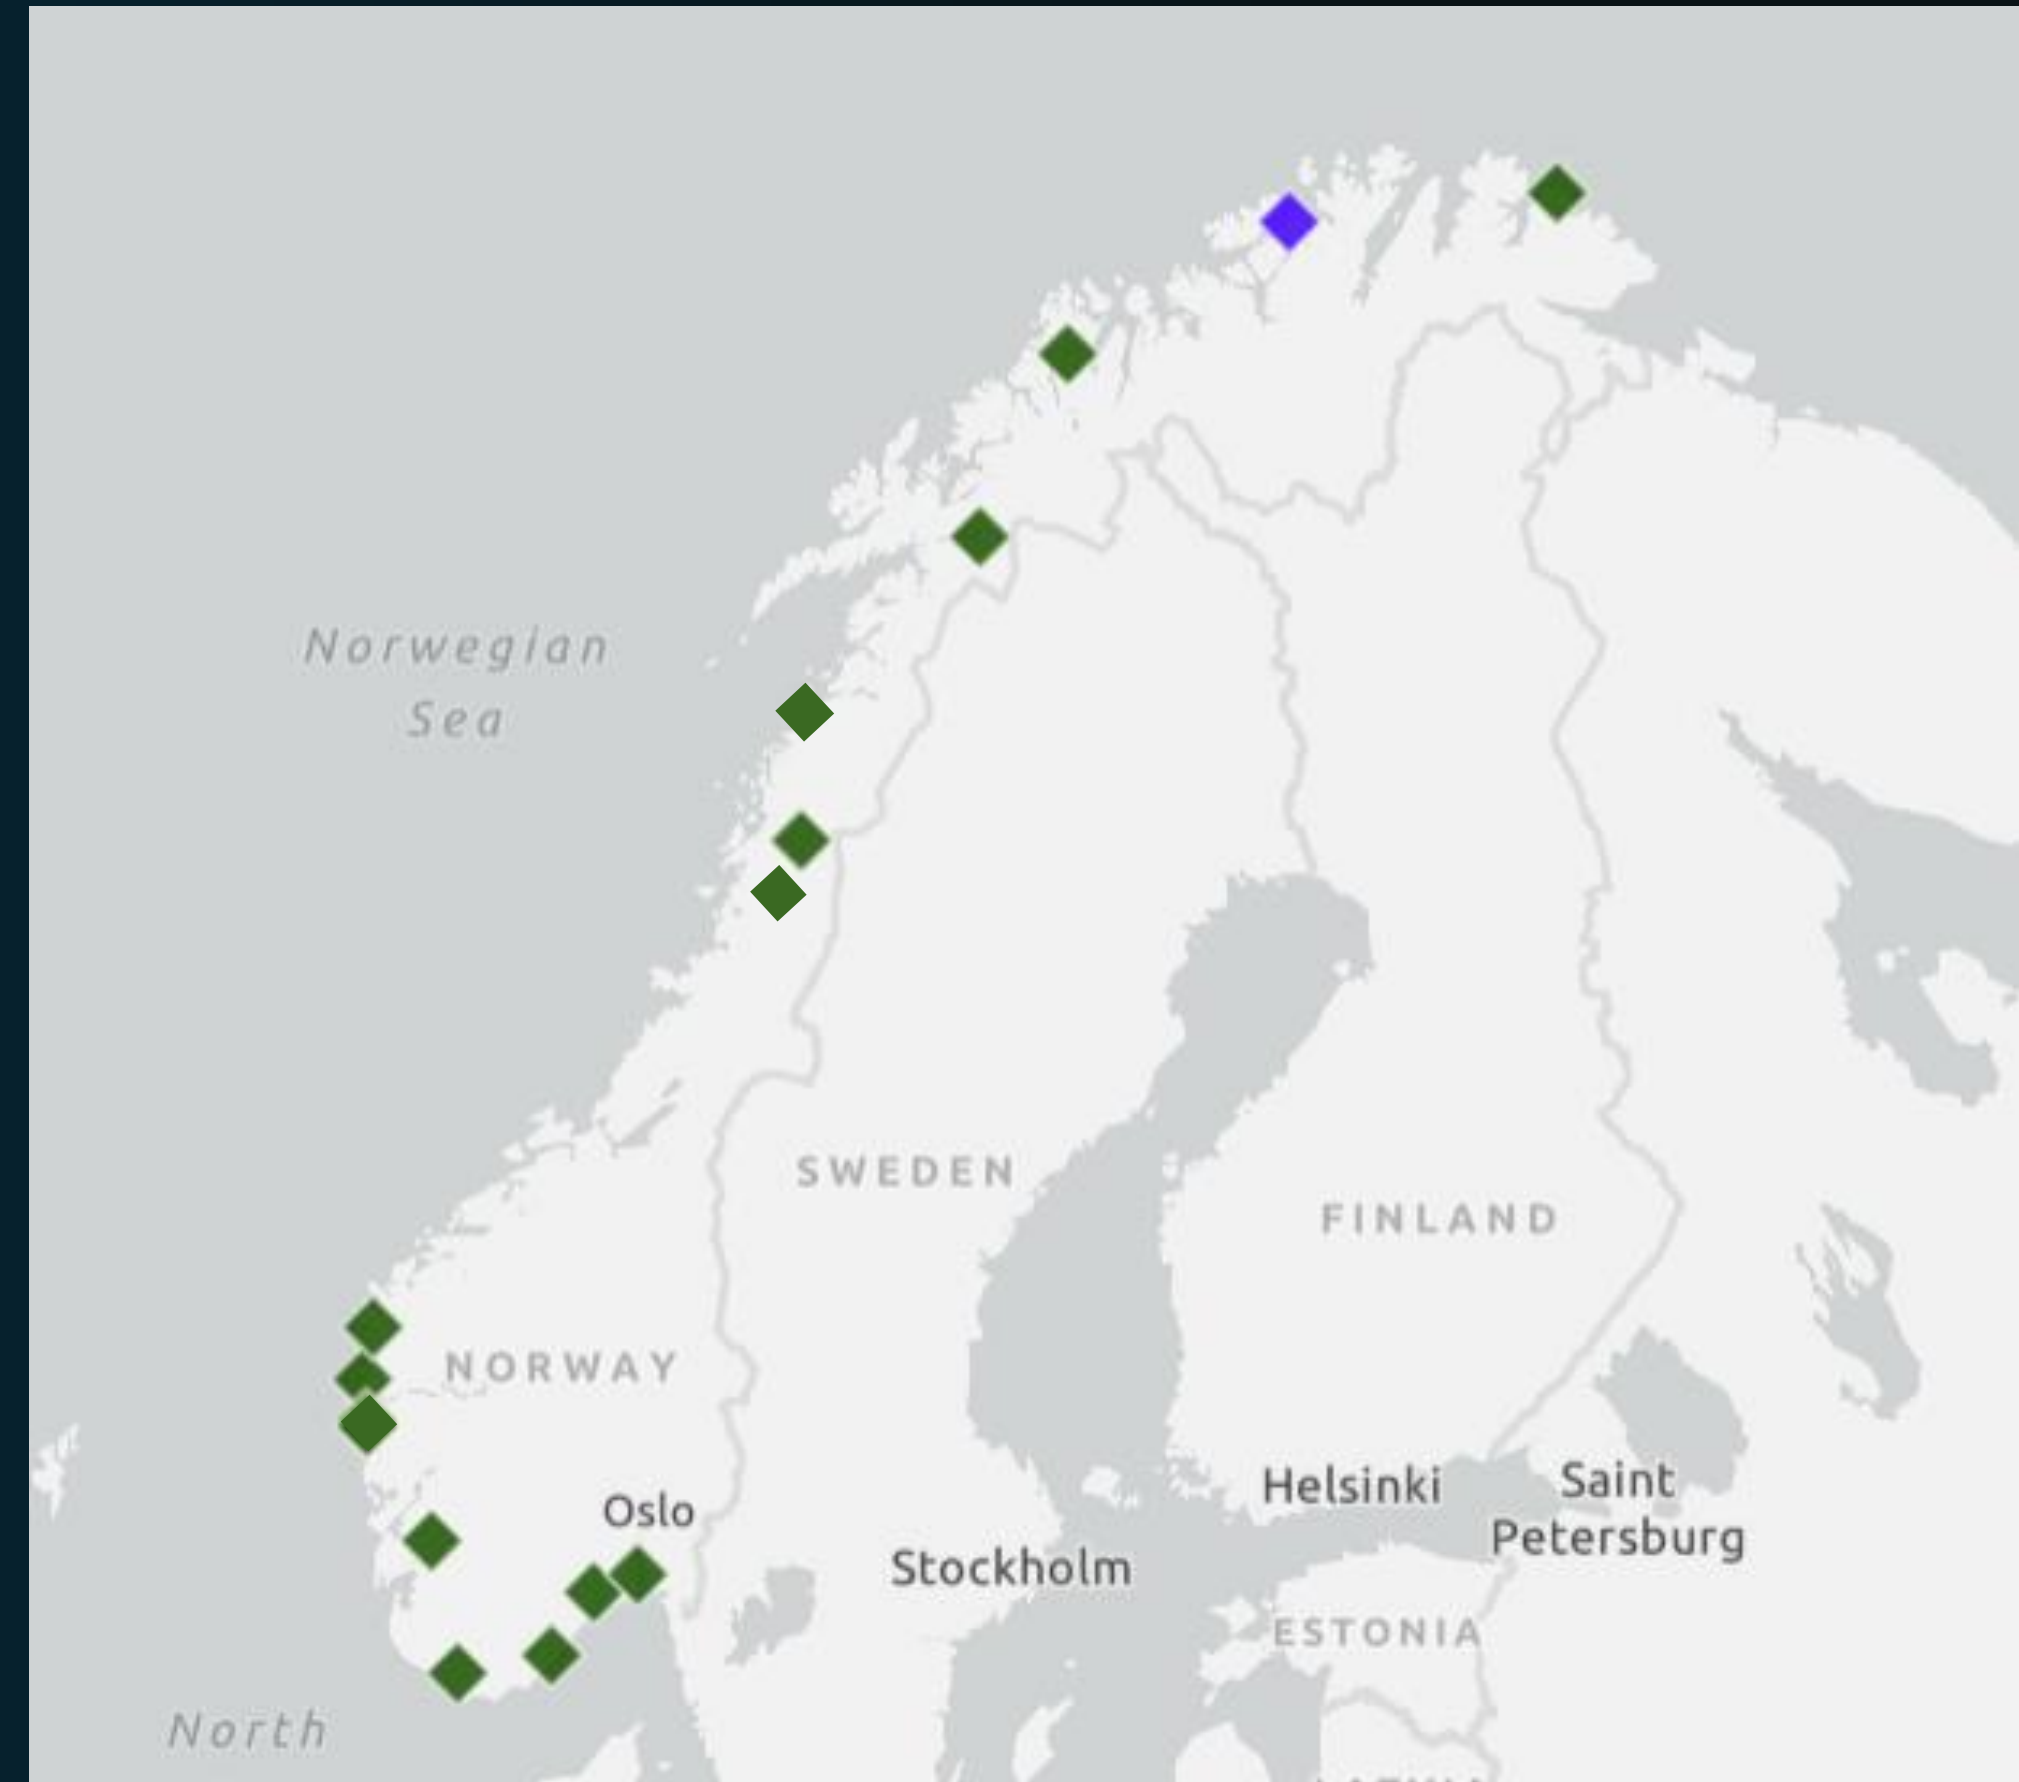 Norwegian
Sea
SWEDEN
FINLAND
NORWAY
Oslo
Helsinki
Saint
Petersburg
Stockholm
ESTONIA
North